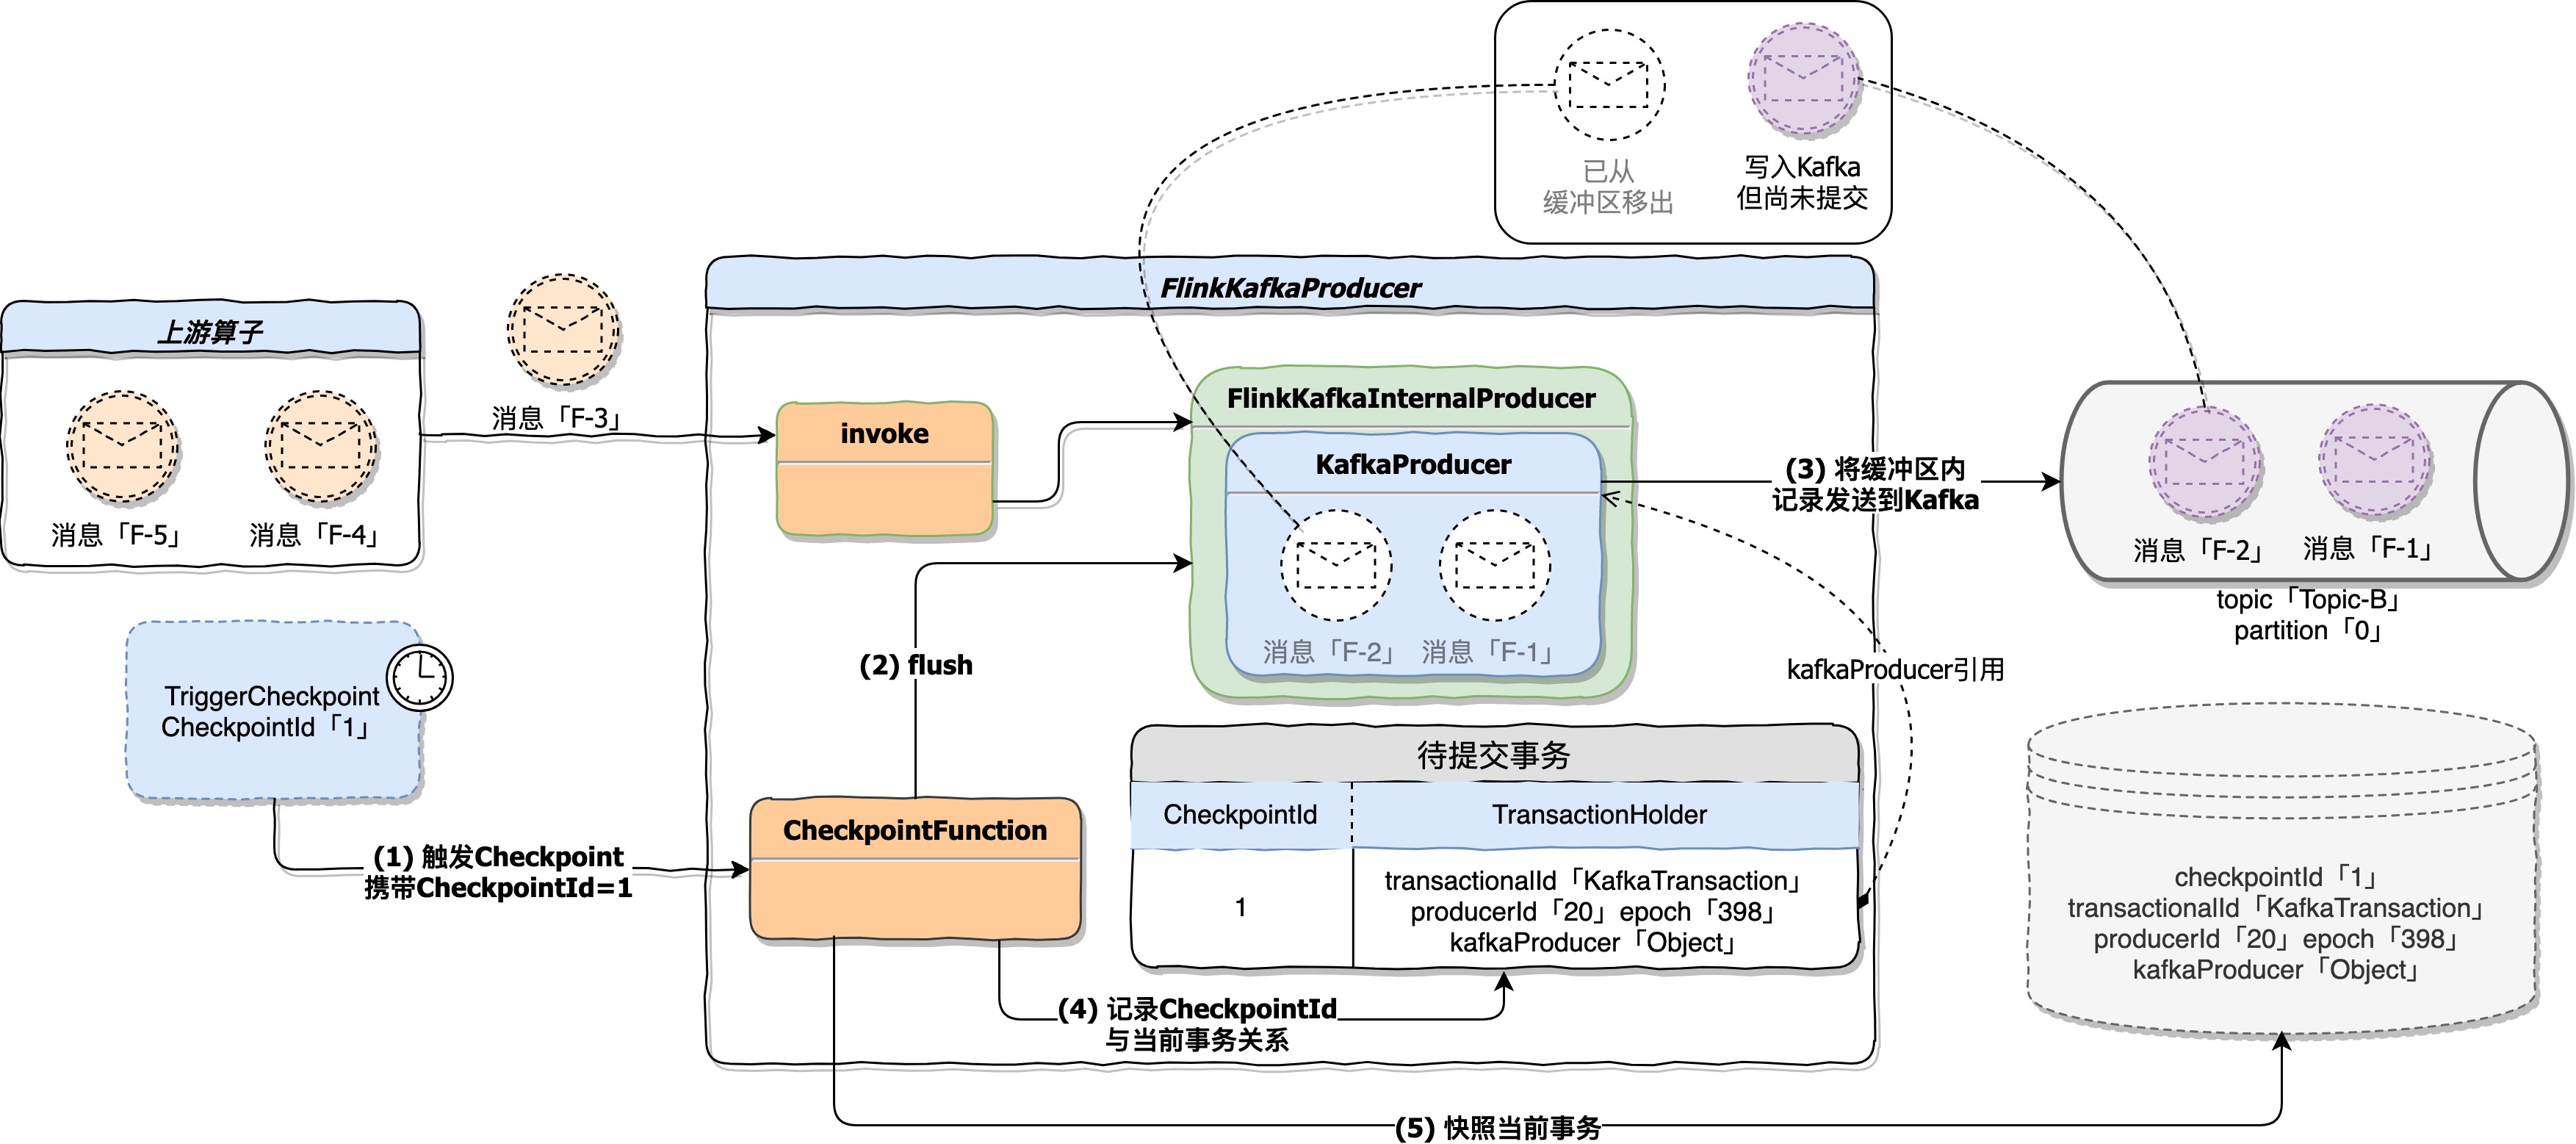 已从
缓冲区移出
写入Kafka
但尚未提交
FlinkKafkaProducer
上游算子
消息「F-5」
消息「F-4」
消息「F-3」
invoke
FlinkKafkaInternalProducer
KafkaProducer
消息「F-2」
消息「F-1」
(3) 将缓冲区内
记录发送到Kafka
消息「F-2」
消息「F-1」
topic「Topic-B」
partition「0」
(2) flush
kafkaProducer引用
TriggerCheckpoint
CheckpointId「1」
(1) 触发Checkpoint
携带CheckpointId=1
CheckpointFunction
待提交事务
CheckpointId
TransactionHolder
1
transactionalId「KafkaTransaction」
producerId「20」epoch「398」
kafkaProducer「Object」
checkpointId「1」
transactionalId「KafkaTransaction」
producerId「20」epoch「398」
kafkaProducer「Object」
(4) 记录CheckpointId
与当前事务关系
(5) 快照当前事务